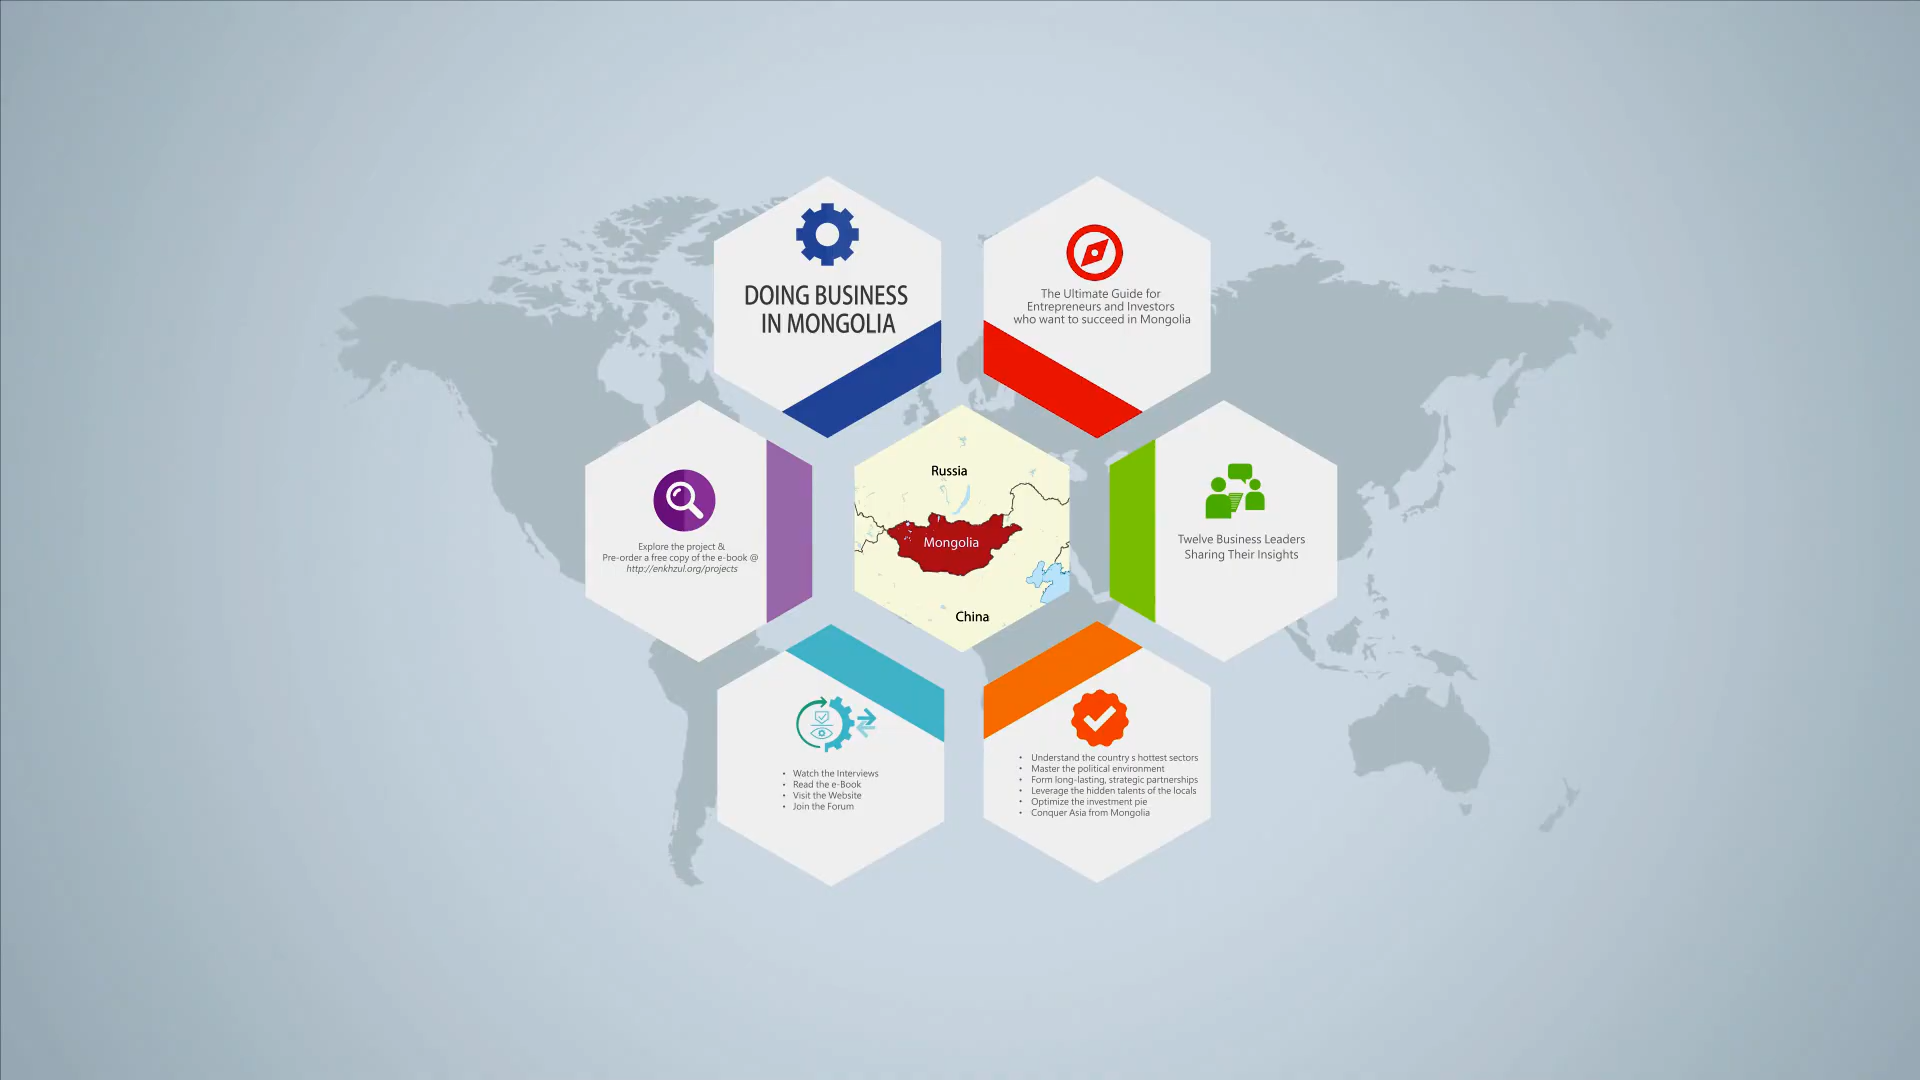 DOING BUSINESS
IN MONGOLIA
The Ultimate Guide for
Entrepreneurs and Investors
who want to succeed in Mongolia
Explore the project &
Pre-order a free copy of the e-book @
http://enkhzul.org/projects
Russia
Mongolia
China
Twelve Business Leaders
Sharing Their Insights
• Watch the Interviews
• Read the e-Book
• Visit the Website
• Join the Forum
• Understand the country s hottest sectors
• Master the political environment
• Form long-lasting, strategic partnerships
• Leverage the hidden talents of the locals
• Optimize the investment pie
• Conquer Asia from Mongolia